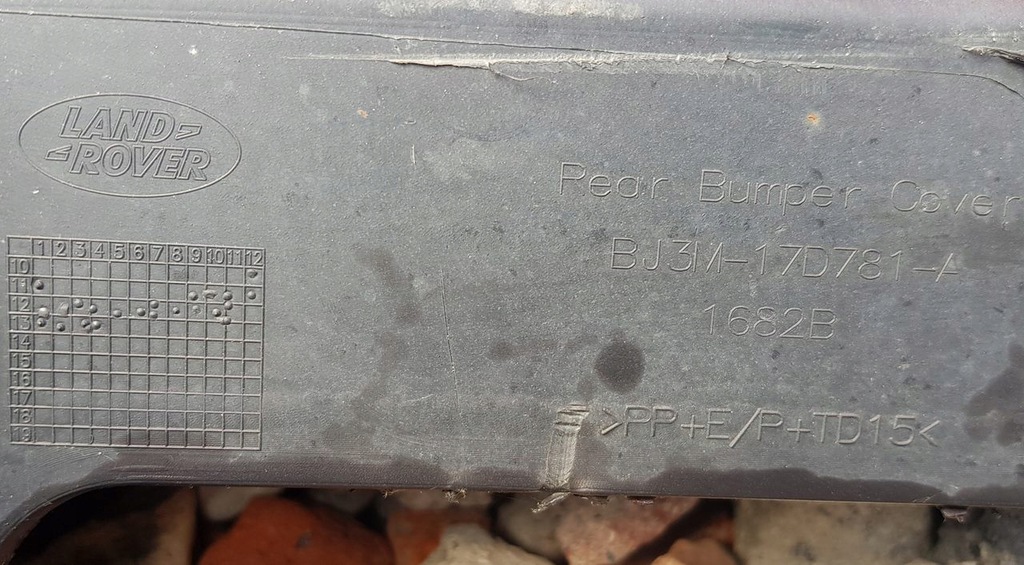 LAND
ROVER
Rear Bumper Cover
BJ3M-17D781-A
1682B
>PP+E/P+TD15<
1 2 3 4 5 6 7 8 9 10 11 12
10
11
12
13
14
15
16
17
18
19